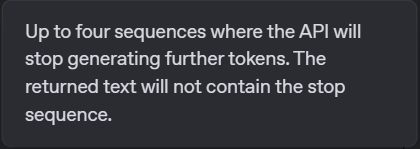 Up to four sequences where the API will
stop generating further tokens. The
returned text will not contain the stop
sequence.